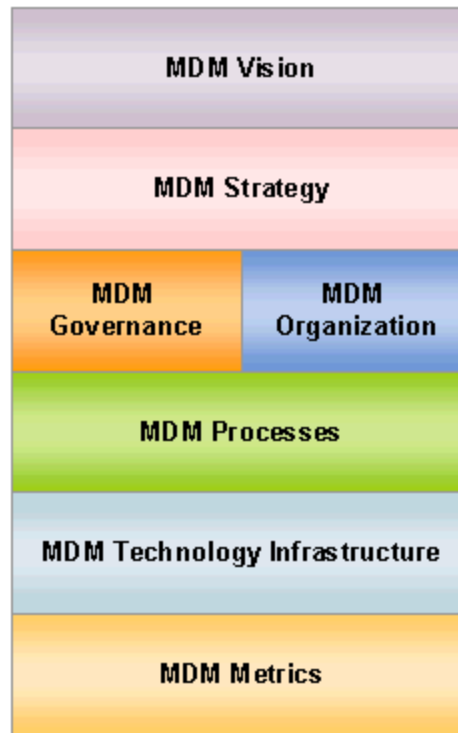 MDM Vision
MDM Strategy
MDM
Governance
MDM
Organization
MDM Processes
MDM Technology Infrastructure
MDM Metrics